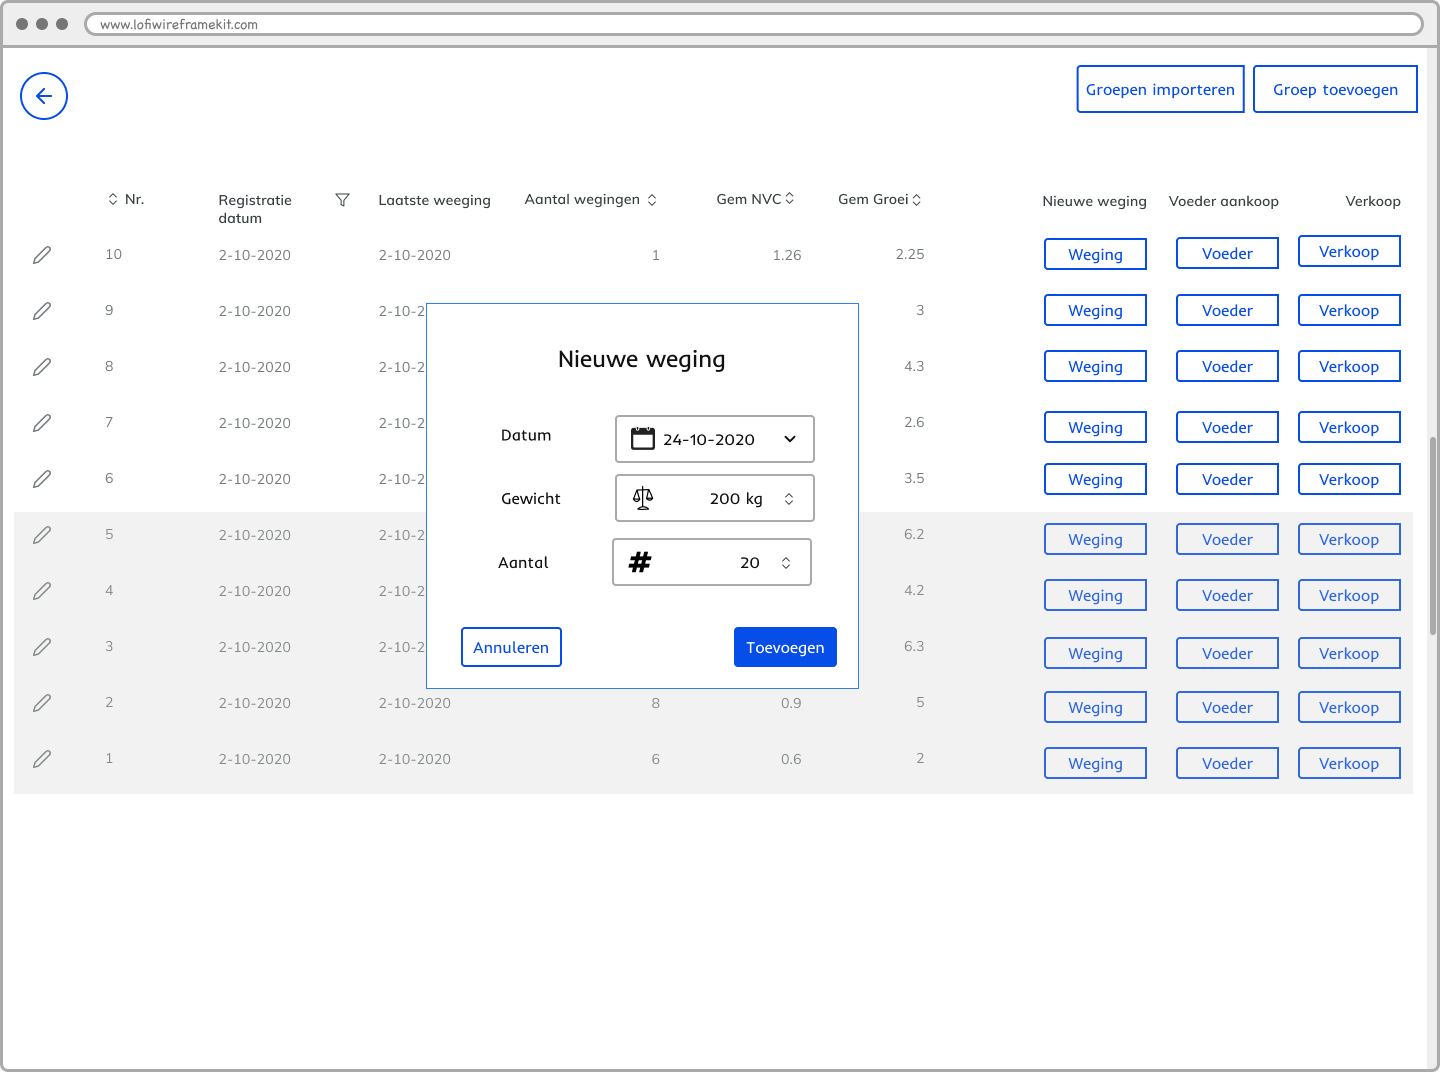 www.lofiwireframekit.com
Groepen importeren Groep toevoegen
Nr. Registratie datum Laatste weeging Aantal wegingen Gem NVC Gem Groei Nieuwe weging Voeder aankoop Verkoop
10 2-10-2020 2-10-2020 1 1.26 2.25 Weging Voeder Verkoop
9 2-10-2020 2-10-2 3 Weging Voeder Verkoop
8 2-10-2020 2-10-2 4.3 Weging Voeder Verkoop
7 2-10-2020 2-10-2 2.6 Weging Voeder Verkoop
6 2-10-2020 2-10-2 3.5 Weging Voeder Verkoop
5 2-10-2020 2-10-2 6.2 Weging Voeder Verkoop
4 2-10-2020 2-10-2 4.2 Weging Voeder Verkoop
3 2-10-2020 2-10-2 6.3 Weging Voeder Verkoop
2 2-10-2020 2-10-2020 8 0.9 5 Weging Voeder Verkoop
1 2-10-2020 2-10-2020 6 0.6 2 Weging Voeder Verkoop
Nieuwe weging
Datum 24-10-2020
Gewicht 200 kg
Aantal # 20
Annuleren Toevoegen